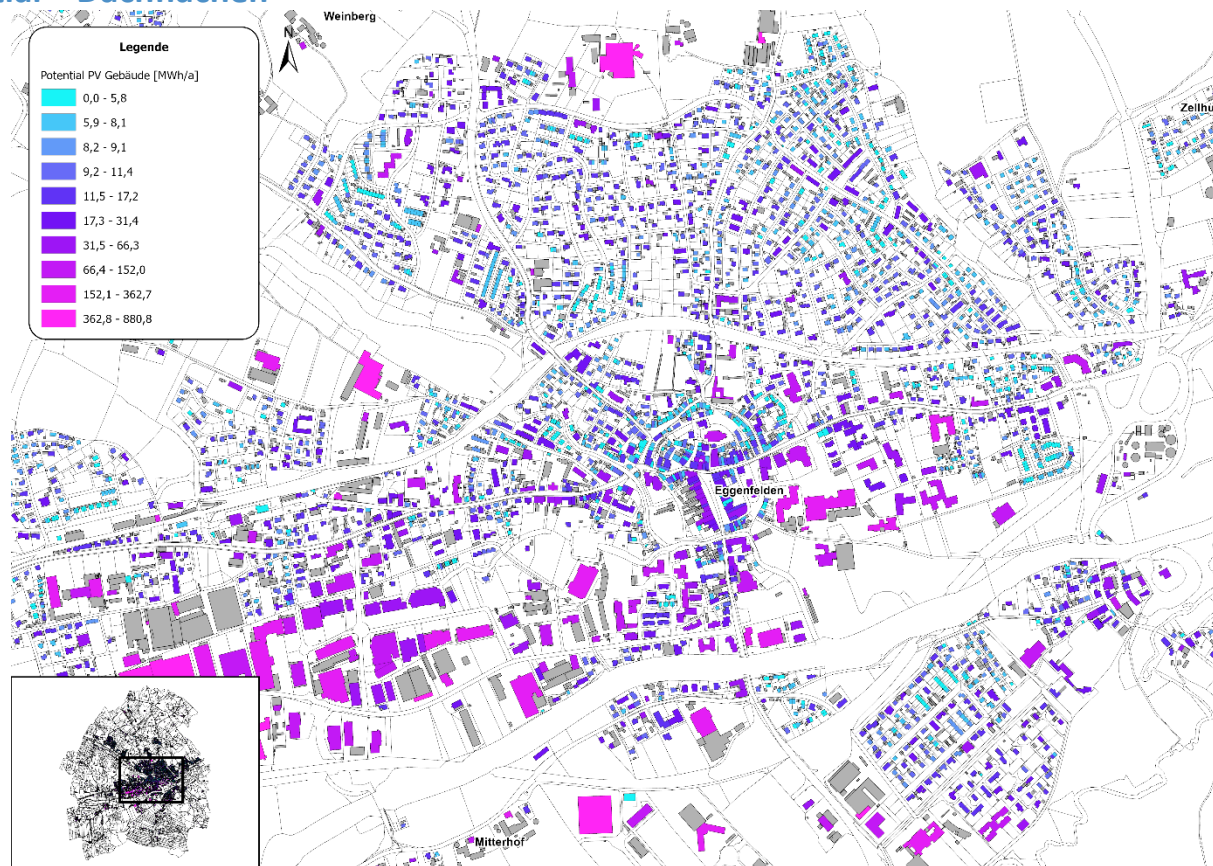 Dachflächen
Weinberg
N
Legende
Potential PV Gebäude [MWh/a]
0,0 - 5,8
5,9 - 8,1
8,2 - 9,1
9,2 - 11,4
11,5 - 17,2
17,3 - 31,4
31,5 - 66,3
66,4 - 152,0
152,1 - 362,7
362,8 - 880,8
Eggenfelden
Mitterhof